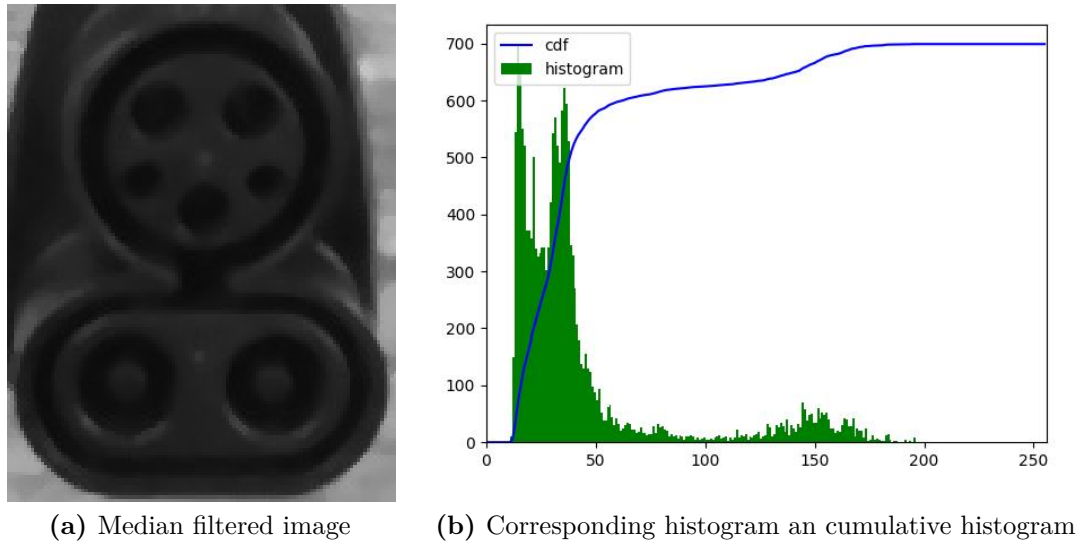 700
600
500
400
300
200
100
0
cdf
histogram
0 50 100 150 200 250
(a) Median filtered image
(b) Corresponding histogram an cumulative histogram